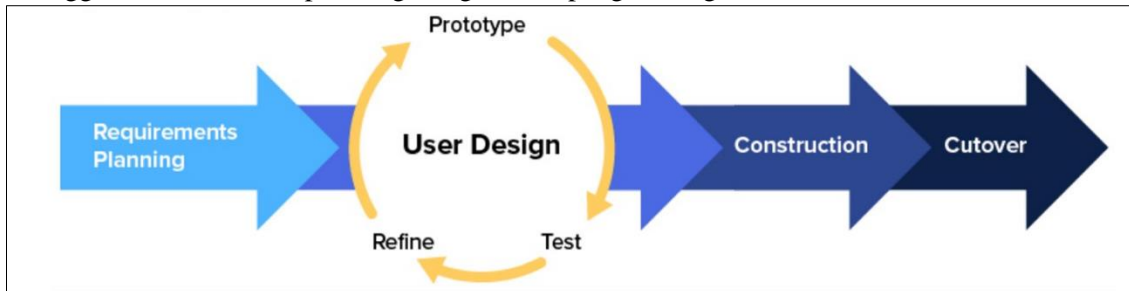 Prototype
Requirements
Planning
User Design
Construction
Cutover
Refine
Test